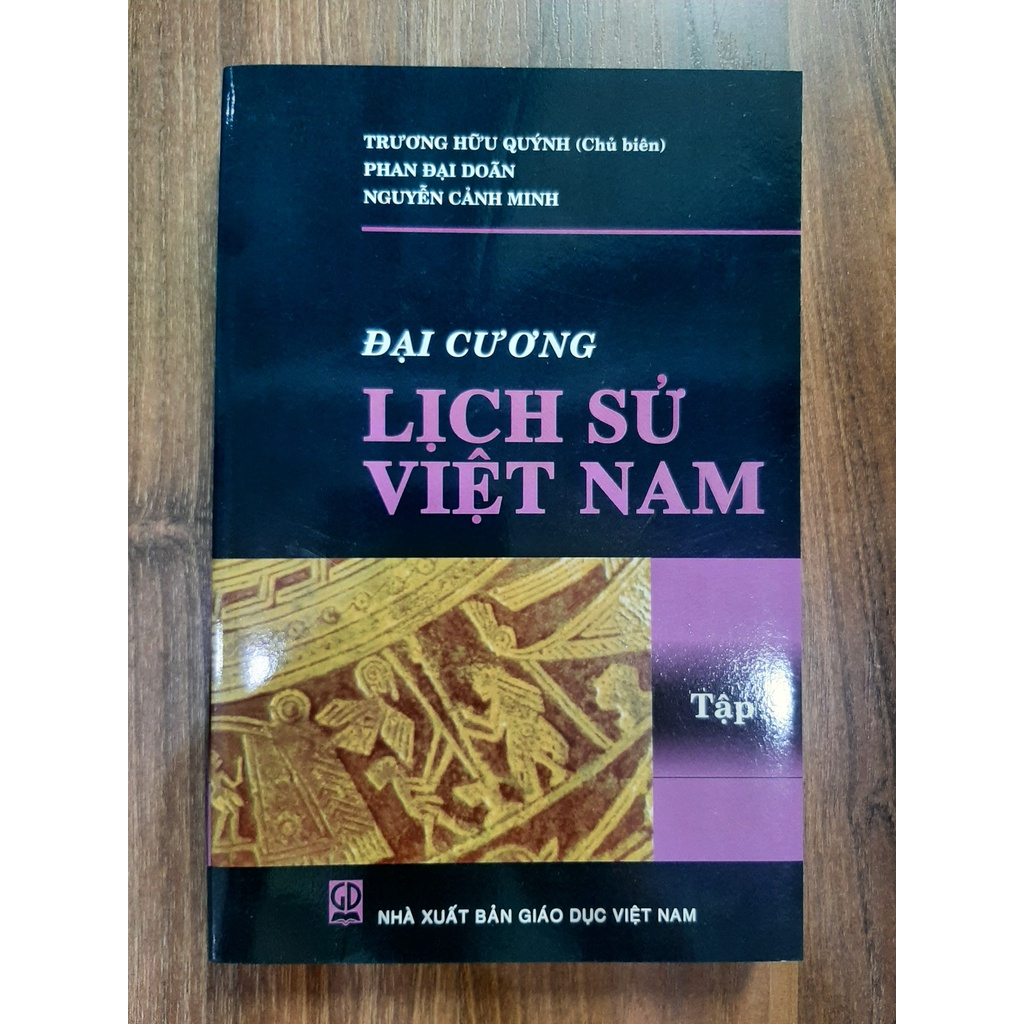 TRƯƠNG HỮU QUÝNH (Chủ biên)
PHAN ĐẠI DOÃN
NGUYỄN CẢNH MINH
ĐẠI CƯƠNG
LỊCH SỬ
VIỆT NAM
Tập
GD
NHÀ XUẤT BẢN GIÁO DỤC VIỆT NAM